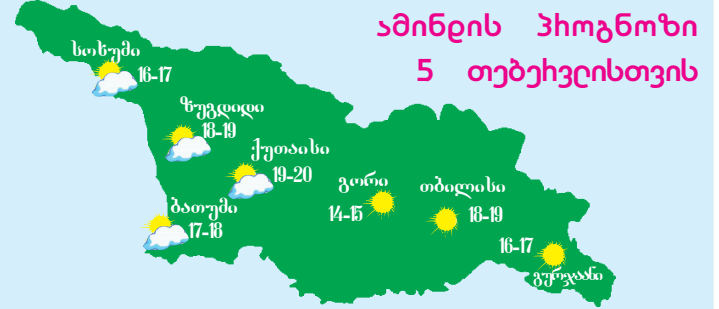 ამინდის პროგნოზი
5 თებერვლისთვის
სოხუმი
16-17
ზუგდიდი
18-19
ქუთაისი
19-20
გორი
14-15
თბილისი
18-19
ბათუმი
17-18
16-17
გურჯაანი